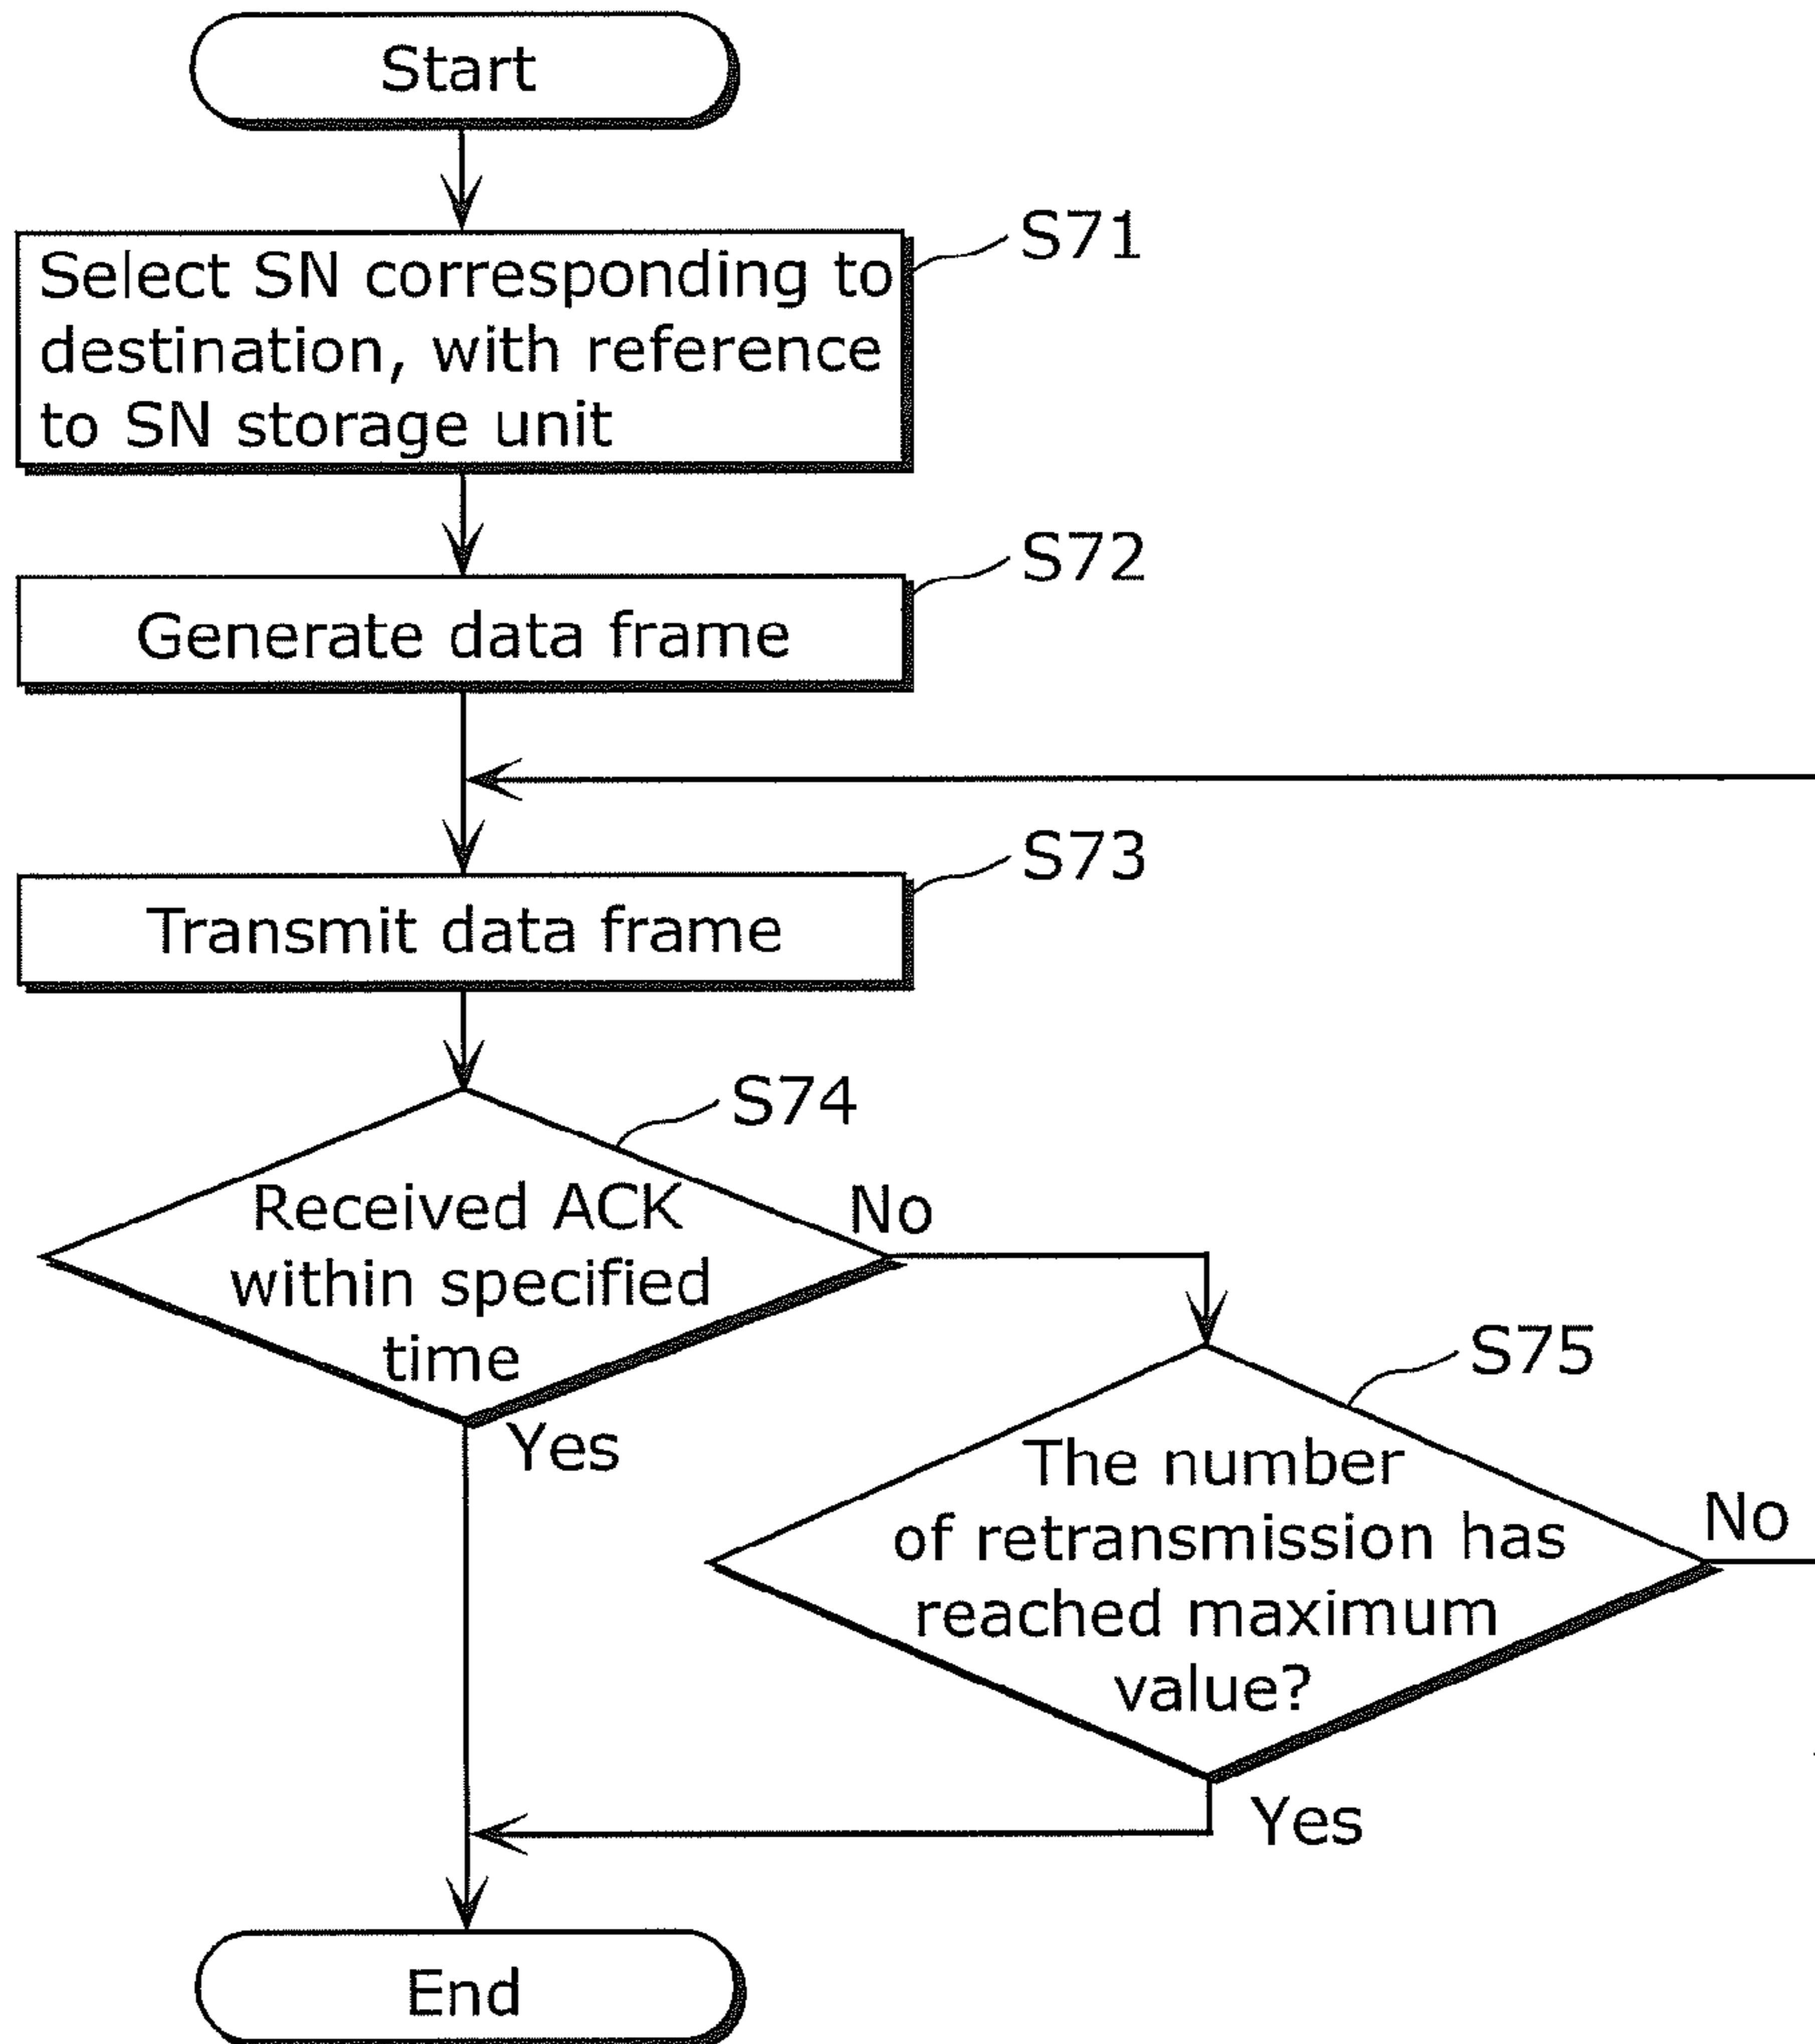 Start
S71
Select SN corresponding to
destination, with reference
to SN storage unit
S72
Generate data frame
S73
Transmit data frame
S74
Received ACK
within specified
time
No
Yes
S75
The number
of retransmission has
reached maximum
value?
No
Yes
End